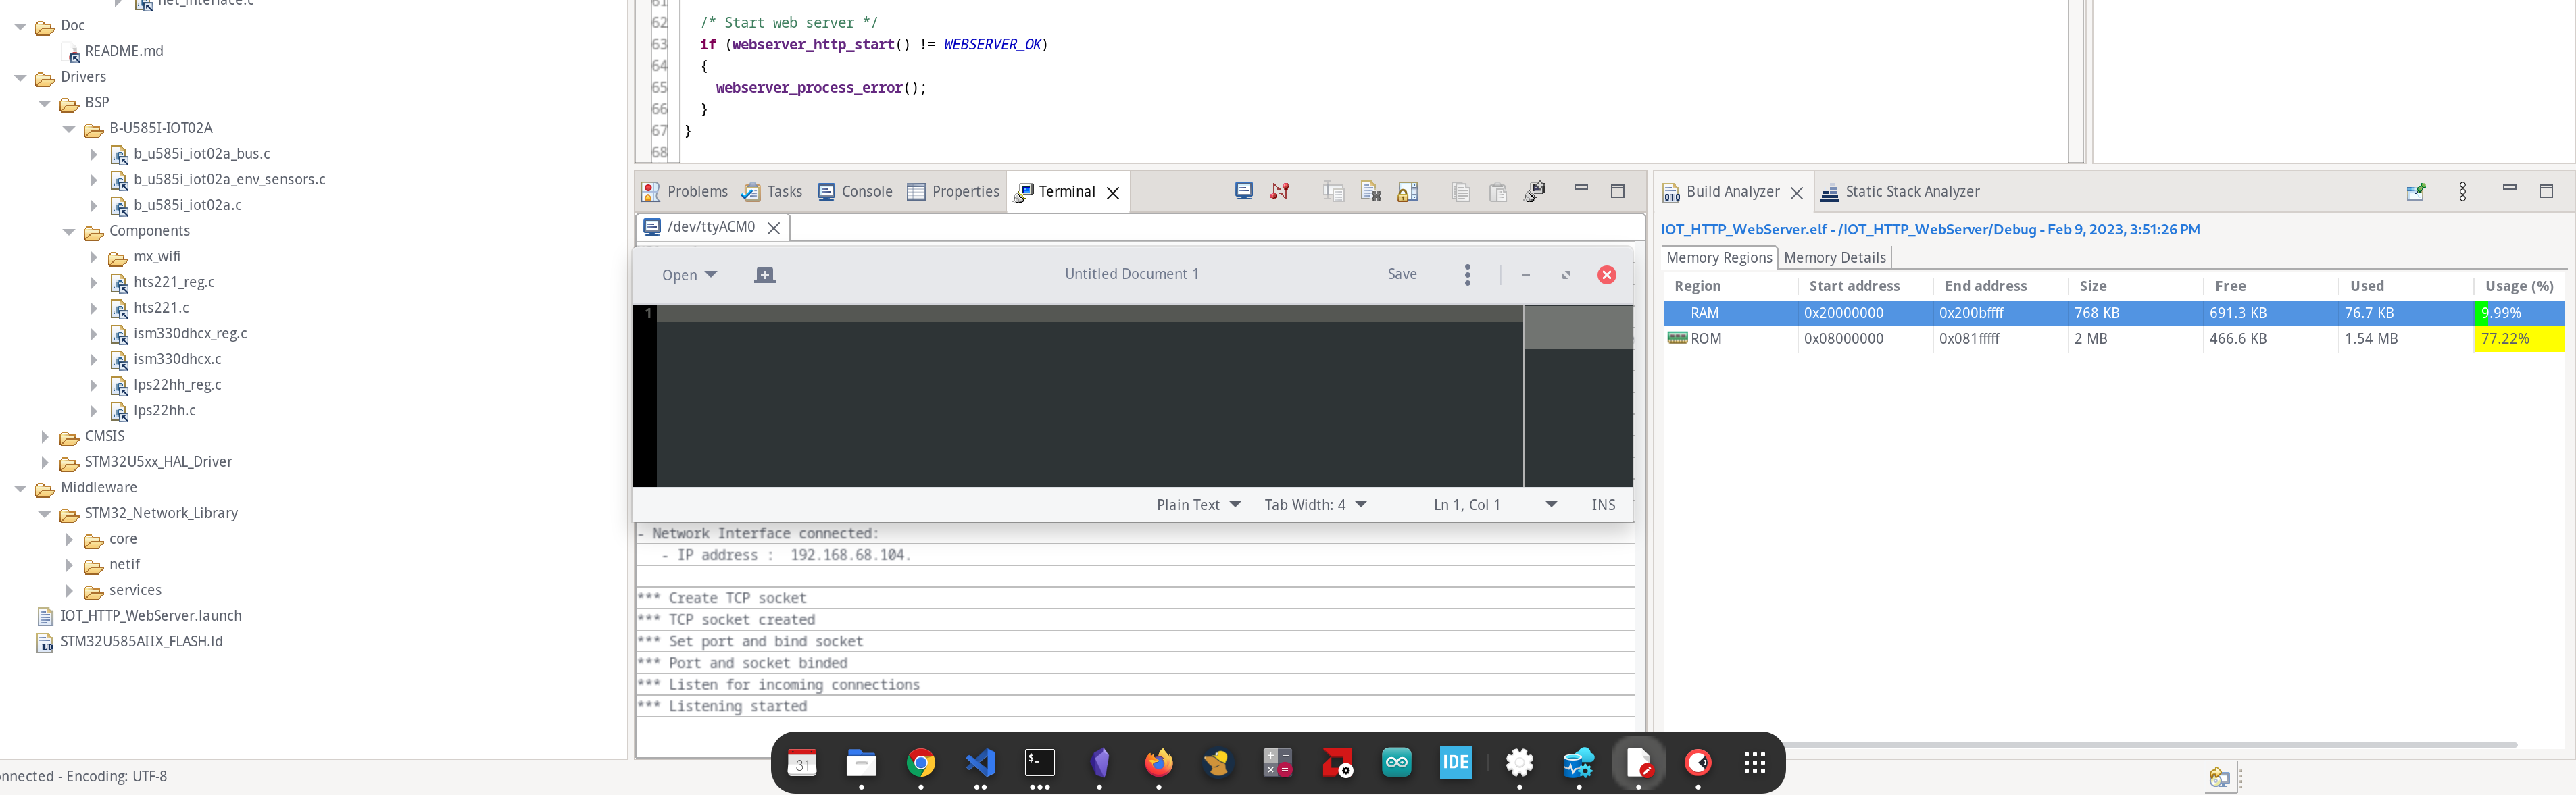 net_interface.c
Doc
README.md
Drivers
BSP
B-U585I-IOT02A
b_u585i_iot02a_bus.c
b_u585i_iot02a_env_sensors.c
b_u585i_iot02a.c
Components
mx_wifi
hts221_reg.c
hts221.c
ism330dhcx_reg.c
ism330dhcx.c
lps22hh_reg.c
lps22hh.c
CMSIS
STM32U5xx_HAL_Driver
Middleware
STM32_Network_Library
core
netif
services
IOT_HTTP_WebServer.launch
STM32U585AIIX_FLASH.ld
nnected - Encoding: UTF-8
61
62 /* Start web server */
63 if (webserver_http_start() != WEBSERVER_OK)
64 {
65 webserver_process_error();
66 }
67 }
68
Problems Tasks Console Properties Terminal
/dev/ttyACM0
Open Untitled Document 1 Save
1
Plain Text Tab Width: 4 Ln 1, Col 1 INS
- Network Interface connected:
- IP address : 192.168.68.104.
*** Create TCP socket
*** TCP socket created
*** Set port and bind socket
*** Port and socket binded
*** Listen for incoming connections
*** Listening started
Build Analyzer Static Stack Analyzer
IOT_HTTP_WebServer.elf - /IOT_HTTP_WebServer/Debug - Feb 9, 2023, 3:51:26 PM
Memory Regions Memory Details
Region Start address End address Size Free Used Usage (%)
RAM 0x20000000 0x200bffff 768 KB 691.3 KB 76.7 KB 9.99%
ROM 0x08000000 0x081fffff 2 MB 466.6 KB 1.54 MB 77.22%
31
$-
IDE